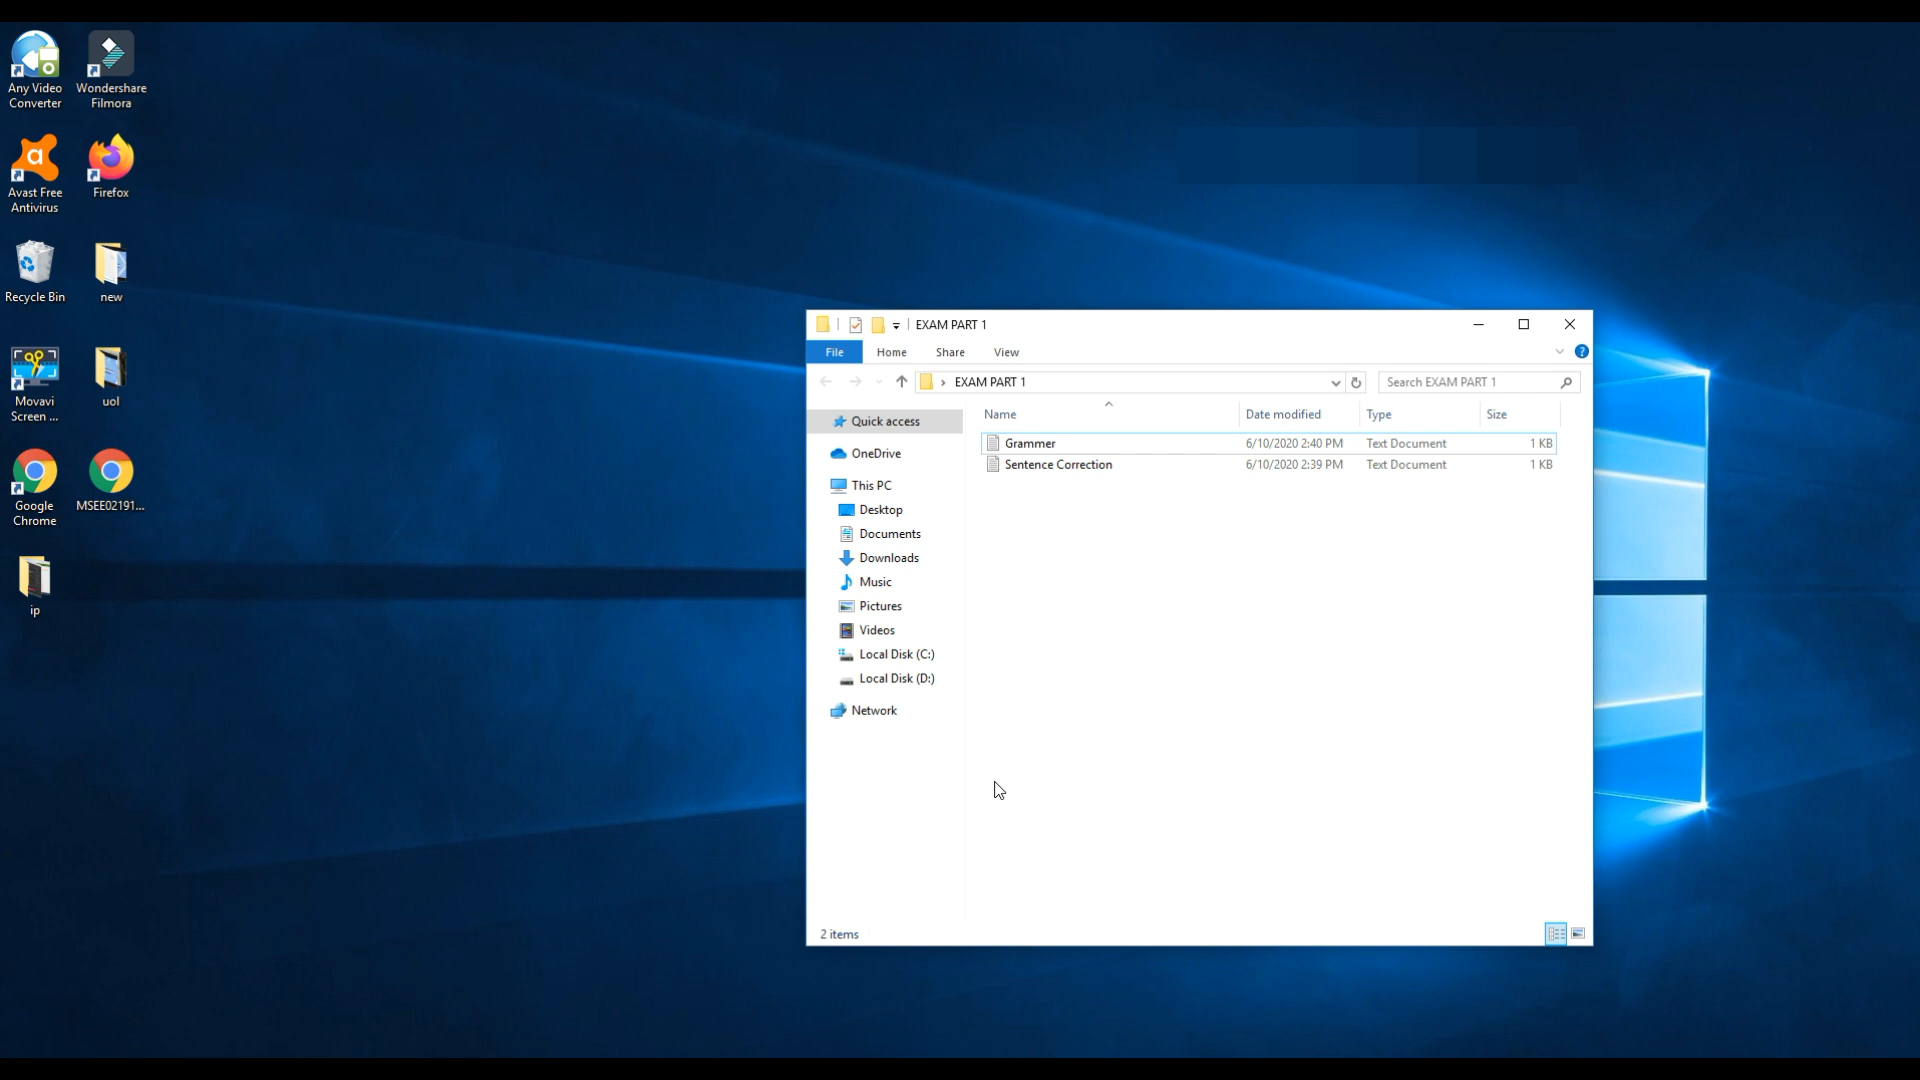 Any Video
Converter
Wondershare
Filmora
Avast Free
Antivirus
Firefox
Recycle Bin
new
Movavi
Screen ...
uol
Google
Chrome
MSEE02191...
ip
EXAM PART 1
File Home Share View
EXAM PART 1
Search EXAM PART 1
Name Date modified Type Size
Quick access
OneDrive
This PC
Desktop
Documents
Downloads
Music
Pictures
Videos
Local Disk (C:)
Local Disk (D:)
Network
Grammer 6/10/2020 2:40 PM Text Document 1 KB
Sentence Correction 6/10/2020 2:39 PM Text Document 1 KB
2 items